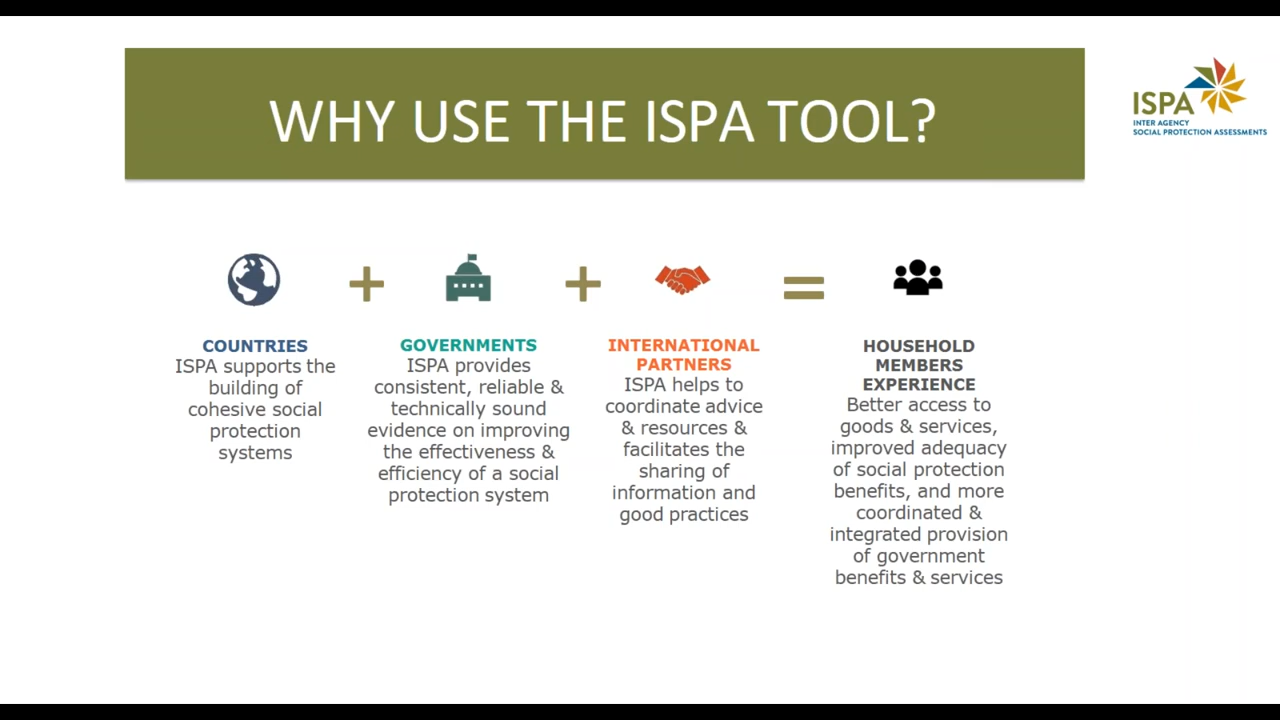 WHY USE THE ISPA TOOL?
ISPA
INTER AGENCY
SOCIAL PROTECTION ASSESSMENTS
COUNTRIES
ISPA supports the
building of
cohesive social
protection
systems
GOVERNMENTS
ISPA provides
consistent, reliable &
technically sound
evidence on improving
the effectiveness &
efficiency of a social
protection system
INTERNATIONAL
PARTNERS
ISPA helps to
coordinate advice
& resources &
facilitates the
sharing of
information and
good practices
HOUSEHOLD
MEMBERS
EXPERIENCE
Better access to
goods & services,
improved adequacy
of social protection
benefits, and more
coordinated &
integrated provision
of government
benefits & services